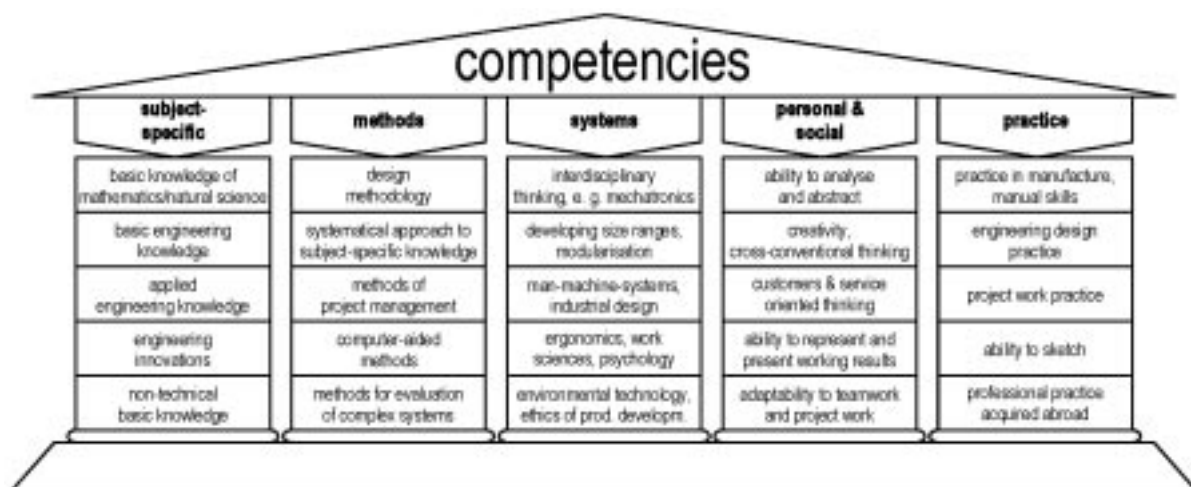 competencies
subject-
specific
basic knowledge of
mathematics/natural science
basic engineering
knowledge
applied
engineering knowledge
engineering
innovations
non-technical
basic knowledge
methods
design
methodology
systematical approach to
subject-specific knowledge
methods of
project management
computer-aided
methods
methods for evaluation
of complex systems
systems
interdisciplinary
thinking, e. g. mechatronics
developing size ranges,
modularisation
man-machine-systems,
industrial design
ergonomics, work
sciences, psychology
environmental technology,
ethics of prod. developm.
personal &
social
ability to analyse
and abstract
creativity,
cross-conventional thinking
customers & service
oriented thinking
ability to represent and
present working results
adaptability to teamwork
and project work
practice
practice in manufacture,
manual skills
engineering design
practice
project work practice
ability to sketch
professional practice
acquired abroad